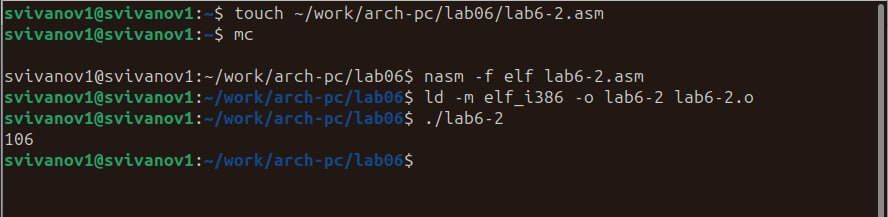 svivanov1@svivanov1:~$ touch ~/work/arch-pc/lab06/lab6-2.asm
svivanov1@svivanov1:~$ mc
svivanov1@svivanov1:~/work/arch-pc/lab06$ nasm -f elf lab6-2.asm
svivanov1@svivanov1:~/work/arch-pc/lab06$ ld -m elf_i386 -o lab6-2 lab6-2.o
svivanov1@svivanov1:~/work/arch-pc/lab06$ ./lab6-2
106
svivanov1@svivanov1:~/work/arch-pc/lab06$